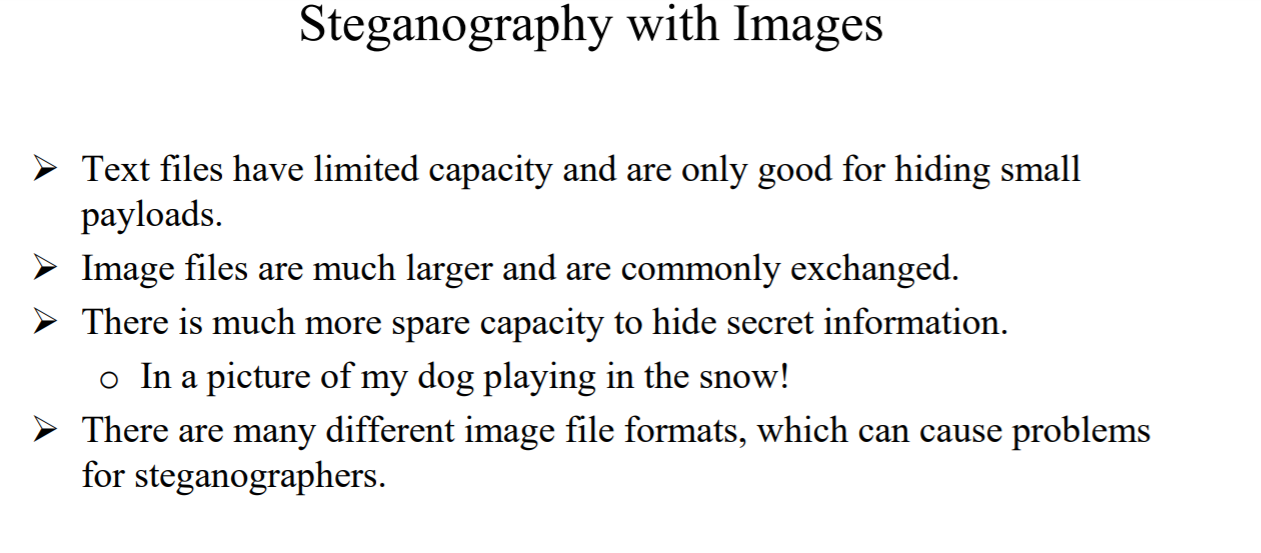 Steganography with Images
➢ Text files have limited capacity and are only good for hiding small
payloads.
➢ Image files are much larger and are commonly exchanged.
➢ There is much more spare capacity to hide secret information.
o In a picture of my dog playing in the snow!
➢ There are many different image file formats, which can cause problems
for steganographers.